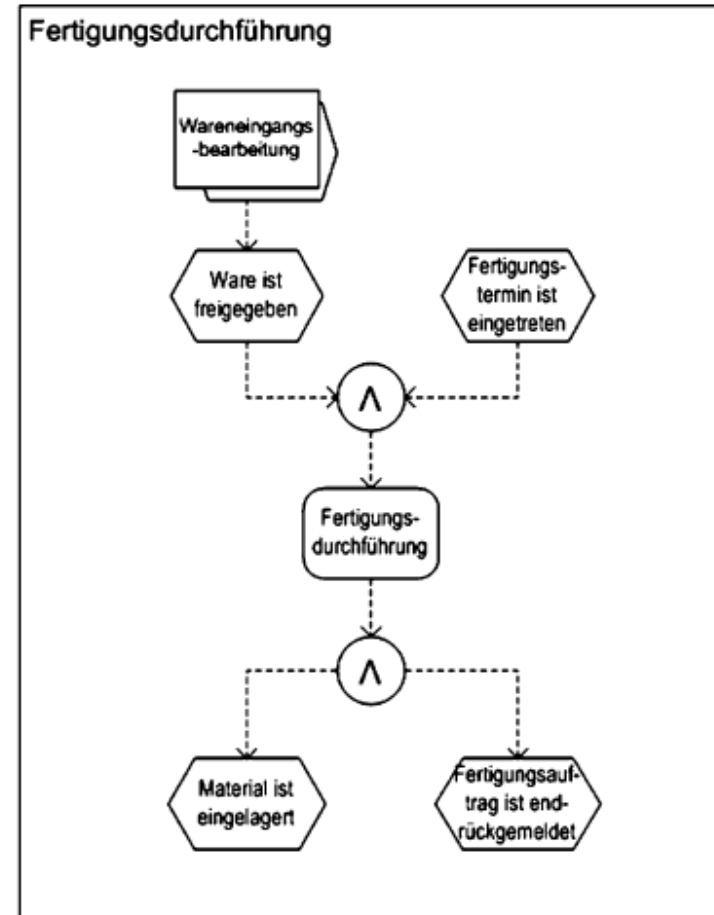 Fertigungsdurchführung
Wareneingangs
-bearbeitung
Ware ist
freigegeben
Fertigungs-
termin ist
eingetreten
Λ
Fertigungs-
durchführung
Λ
Material ist
eingelagert
Fertigungsauf-
trag ist end-
rückgemeldet